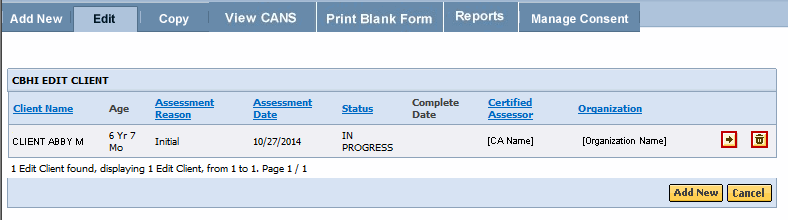 Add New Edit Copy View CANS Print Blank Form Reports Manage Consent
CBHI EDIT CLIENT
Client Name Age Assessment Reason Assessment Date Status Complete Date Certified Assessor Organization
CLIENT ABBY M 6 Yr 7 Mo Initial 10/27/2014 IN PROGRESS [CA Name] [Organization Name]
1 Edit Client found, displaying 1 Edit Client, from 1 to 1. Page 1 / 1
Add New Cancel